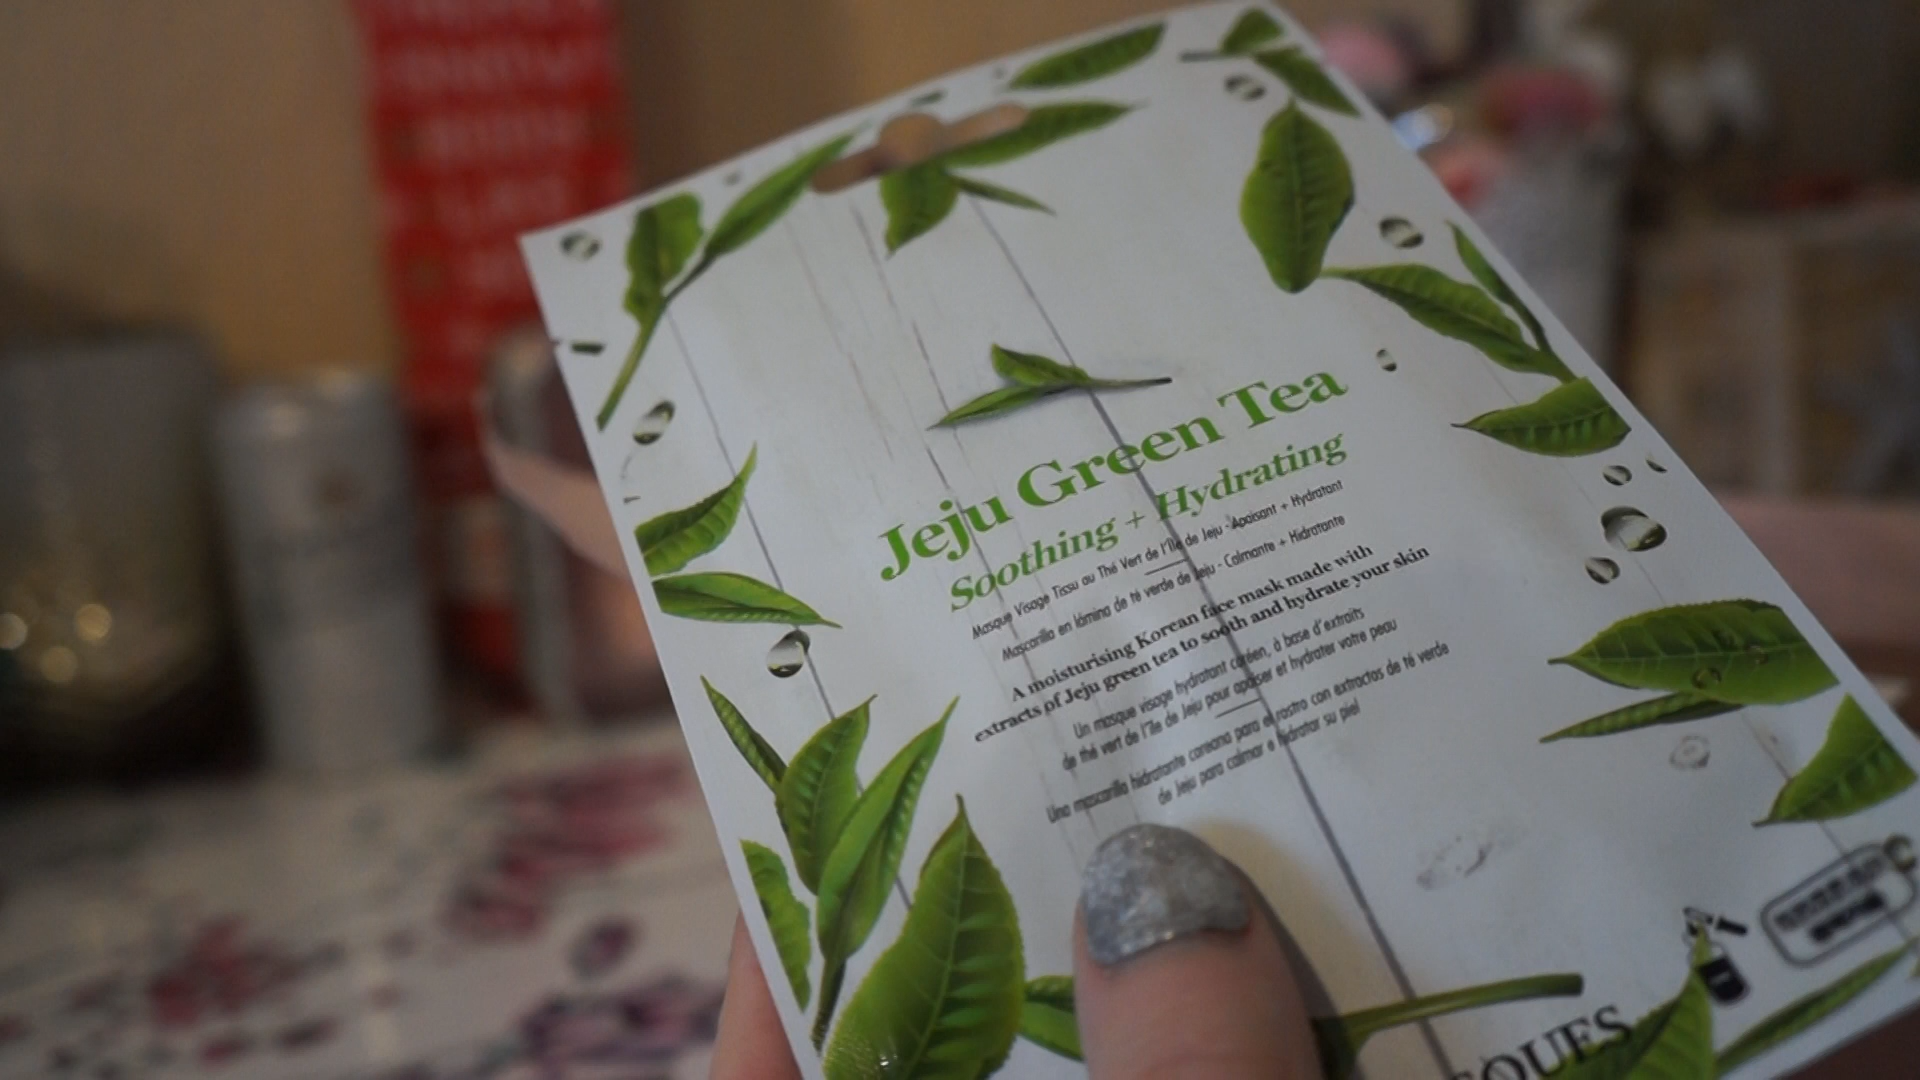 Jeju Green Tea
Soothing + Hydrating
Masque Visage Tissu au Thé Vert de l'Île de Jeju - Apaisant + Hydratant
Mascarilla en lámina de té verde de Jeju - Calmante + Hidratante
A moisturising Korean face mask made with
extracts of Jeju green tea to sooth and hydrate your skin
Un masque visage hydratant coréen, à base d'extraits
de thé vert de l'île de Jeju pour apaiser et hydrater votre peau
Una mascarilla hidratante coreana para el rostro con extractos de té verde
de Jeju para calmar e hidratar su piel